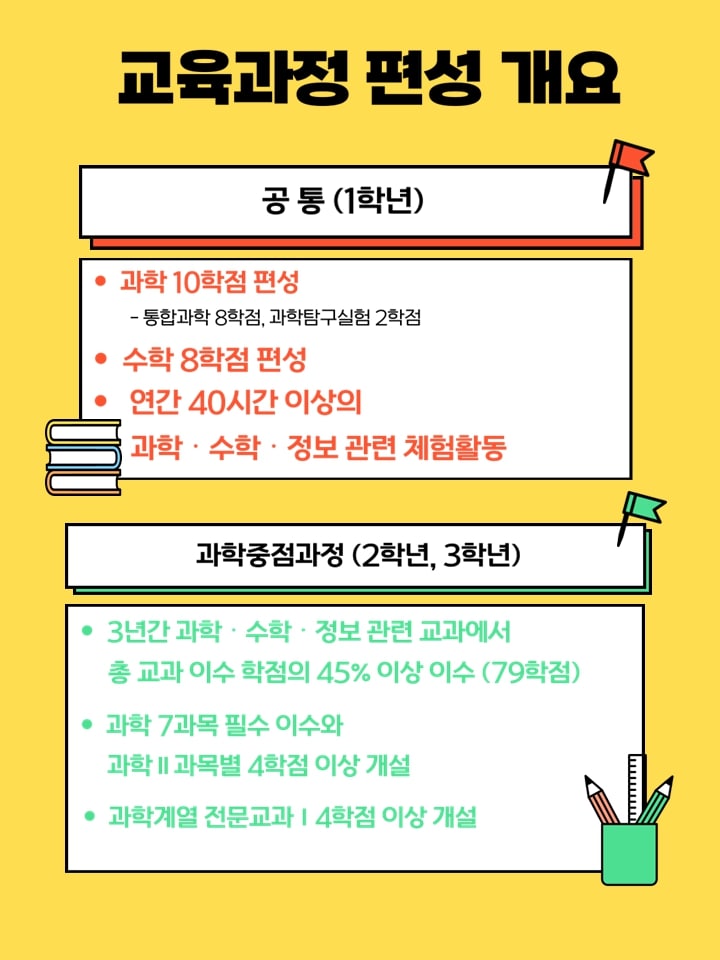 교육과정 편성 개요
공 통 (1학년)
• 과학 10학점 편성
- 통합과학 8학점, 과학탐구실험 2학점
• 수학 8학점 편성
• 연간 40시간 이상의
과학 · 수학 · 정보 관련 체험활동
과학중점과정 (2학년, 3학년)
• 3년간 과학 · 수학 · 정보 관련 교과에서
총 교과 이수 학점의 45% 이상 이수 (79학점)
• 과학 7과목 필수 이수와
과학 II 과목별 4학점 이상 개설
• 과학계열 전문교과 I 4학점 이상 개설